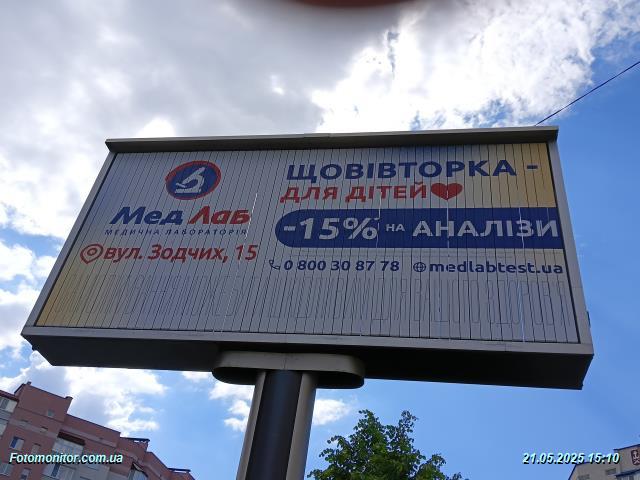 ЩОВІВТОРКА -
ДЛЯ ДІТЕЙ
Мед Лаб
МЕДИЧНА ЛАБОРАТОРІЯ
-15%* НА АНАЛІЗИ
вул. Зодчих, 15
0 800 30 87 78 medlabtest.ua
Fotomonitor.com.ua
21.05.2025 15:10